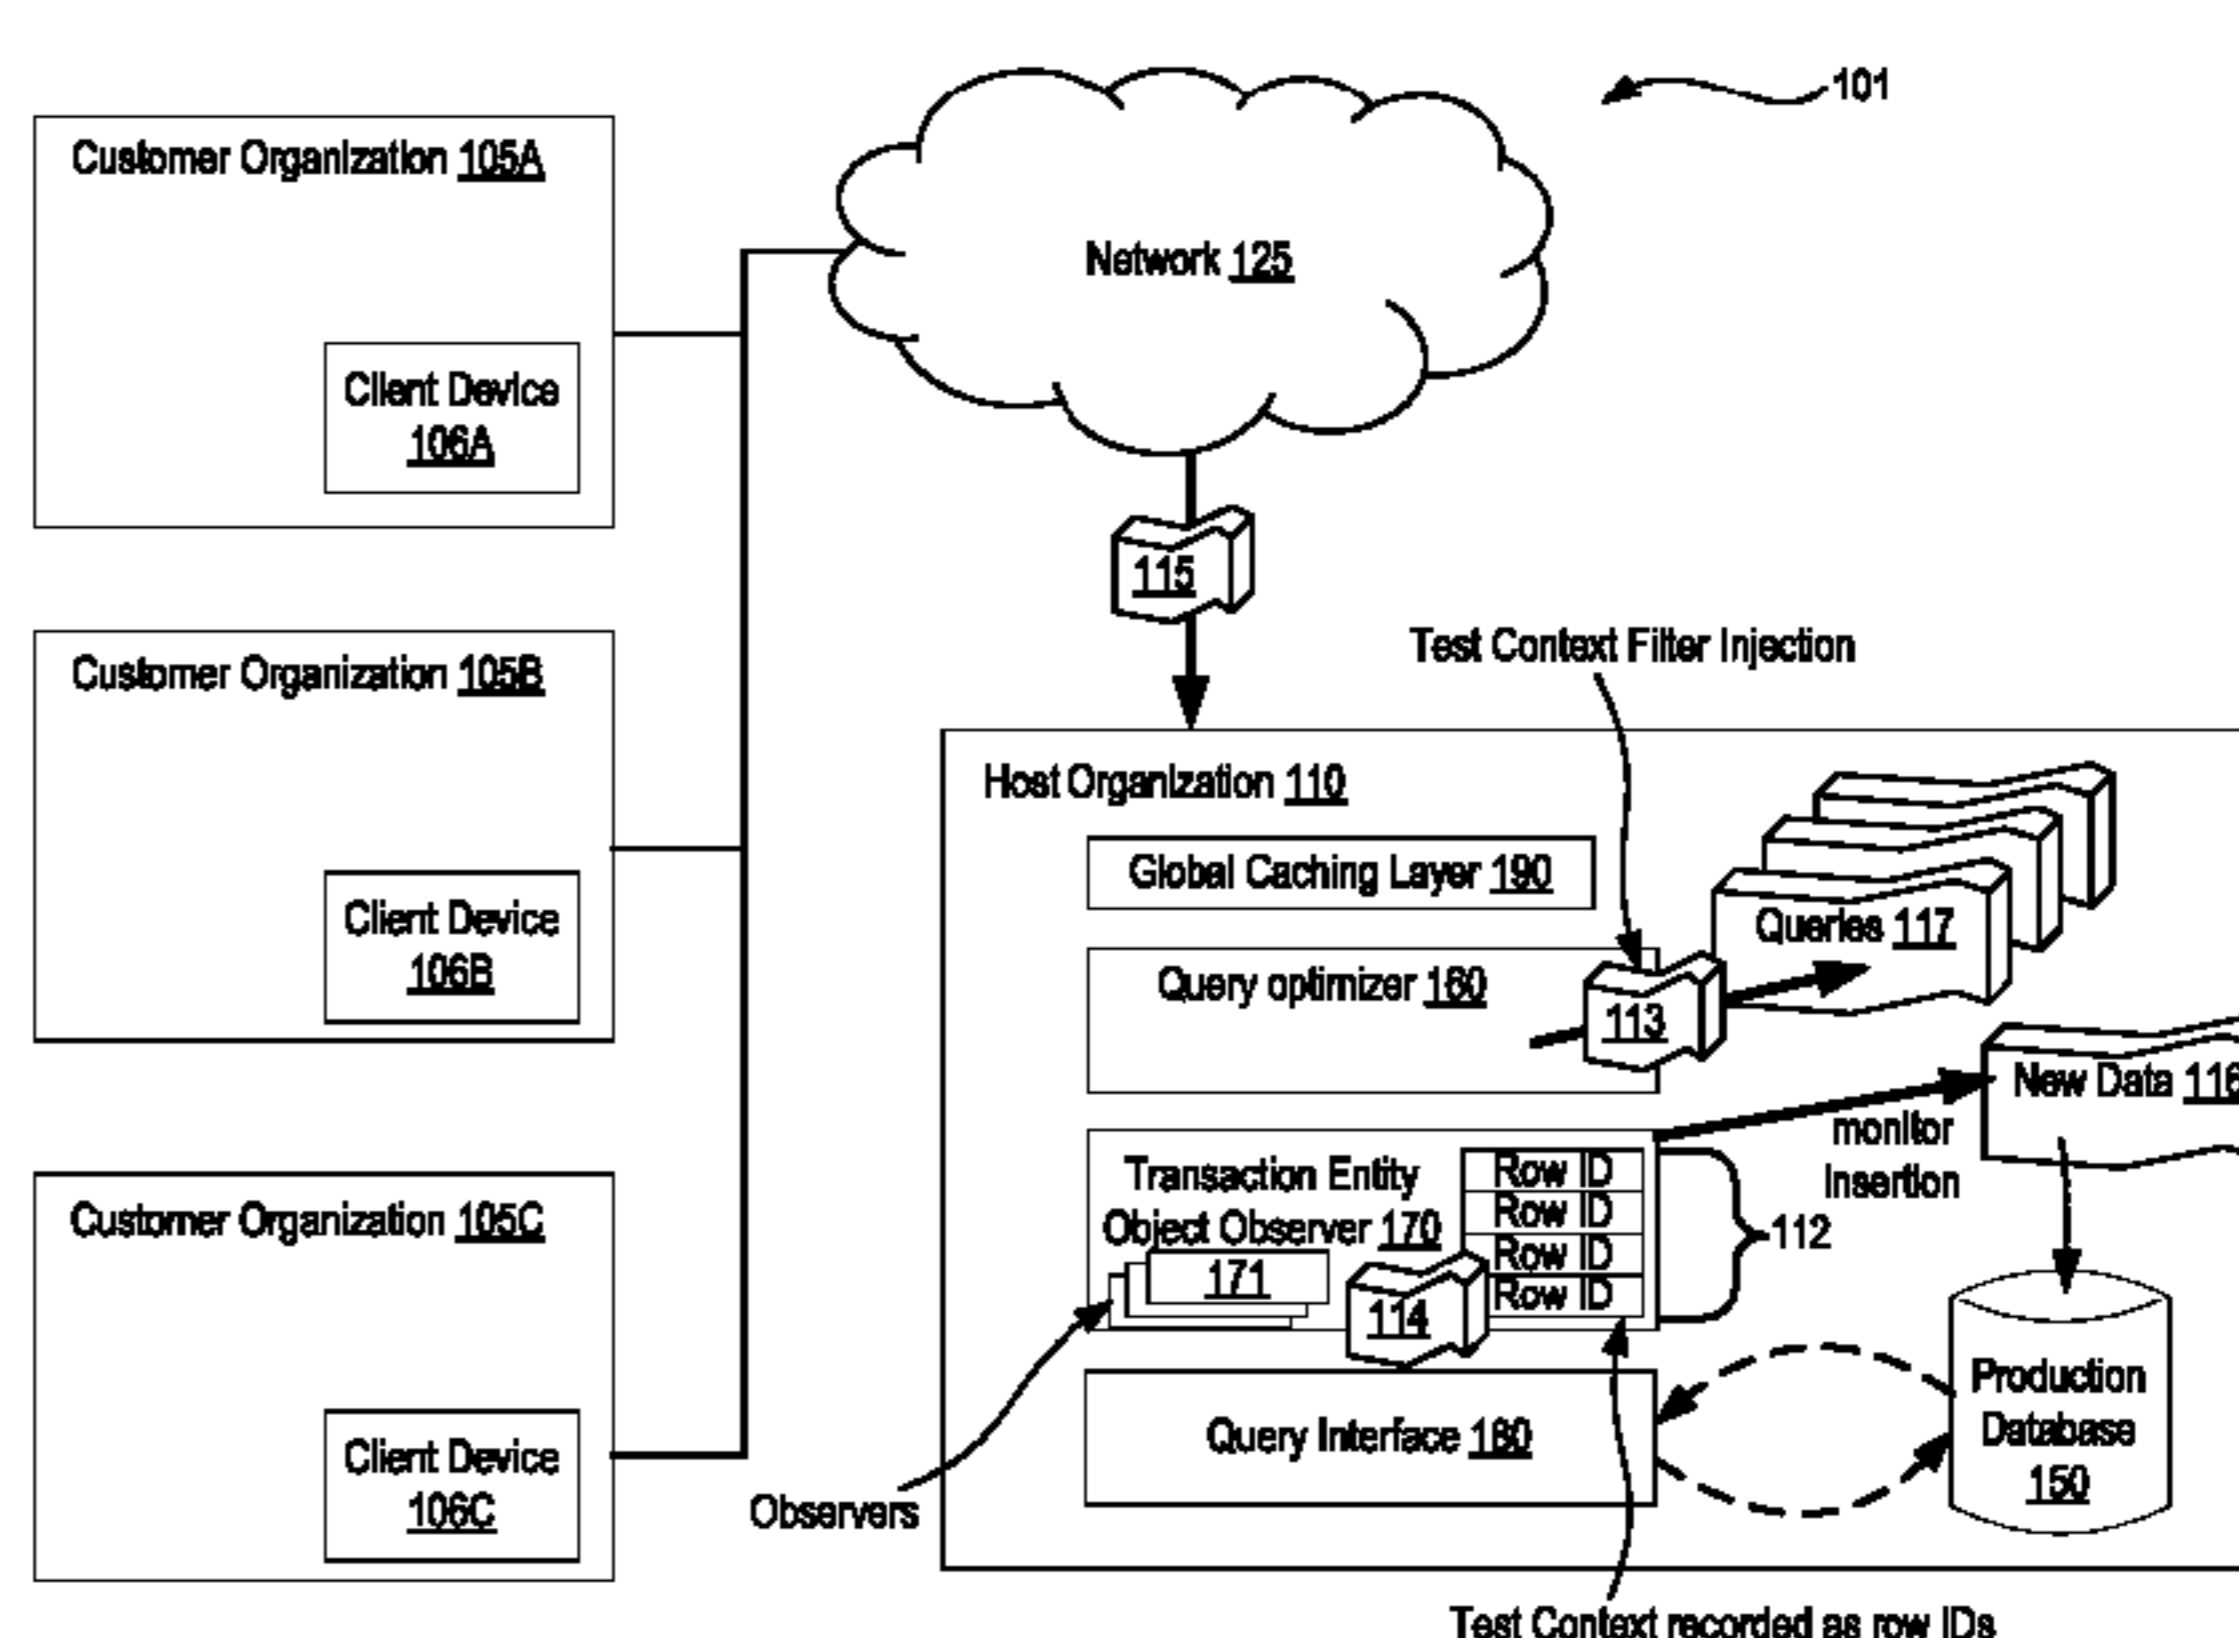 101
Customer Organization 105A
Client Device
106A
Network 125
115
Customer Organization 105B
Client Device
106B
Test Context Filter Injection
Host Organization 110
Global Caching Layer 190
Queries 117
Query optimizer 160
113
New Data 116
monitor
Insertion
Transaction Entity
Object Observer 170
171
114
Row ID
Row ID
Row ID
Row ID
112
Customer Organization 105C
Client Device
106C
Query Interface 180
Production
Database
150
Observers
Test Context recorded as row IDs